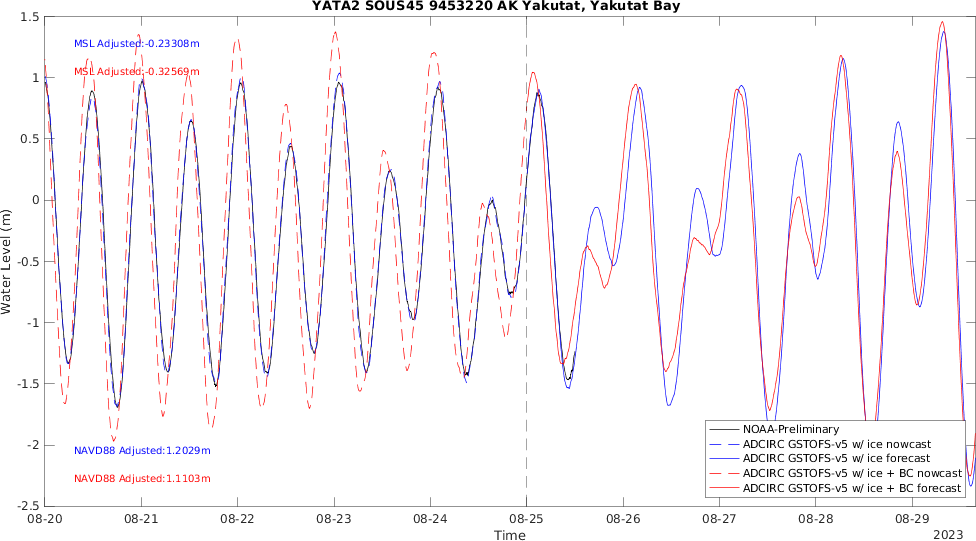 YATA2 SOUS45 9453220 AK Yakutat, Yakutat Bay
1.5
1
0.5
0
-0.5
-1
-1.5
-2
-2.5
Water Level (m)
MSL Adjusted:-0.23308m
MSL Adjusted:-0.32569m
NAVD88 Adjusted:1.2029m
NAVD88 Adjusted:1.1103m
NOAA-Preliminary
ADCIRC GSTOFS-v5 w/ ice nowcast
ADCIRC GSTOFS-v5 w/ ice forecast
ADCIRC GSTOFS-v5 w/ ice + BC nowcast
ADCIRC GSTOFS-v5 w/ ice + BC forecast
08-20 08-21 08-22 08-23 08-24 08-25 08-26 08-27 08-28 08-29
Time
2023